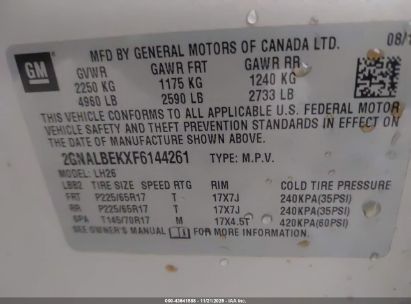 GM
MFD BY GENERAL MOTORS OF CANADA LTD. 08/1
GVWR GAWR FRT GAWR RR
2250 KG 1175 KG 1240 KG
4960 LB 2590 LB 2733 LB
THIS VEHICLE CONFORMS TO ALL APPLICABLE U.S. FEDERAL MOTOR
VEHICLE SAFETY, BUMPER, AND THEFT PREVENTION STANDARDS IN EFFECT ON
THE DATE OF MANUFACTURE SHOWN ABOVE.
2GNALBEKXF6144261 TYPE: M.P.V.
MODEL: LH26
LBB2 TIRE SIZE SPEED RTG RIM COLD TIRE PRESSURE
FRT P225/65R17 T 17X7J 240KPA(35PSI)
RR P225/65R17 T 17X7J 240KPA(35PSI)
SPA T145/70R17 M 17X4.5T 420KPA(60PSI)
SEE OWNER'S MANUAL FOR MORE INFORMATION.